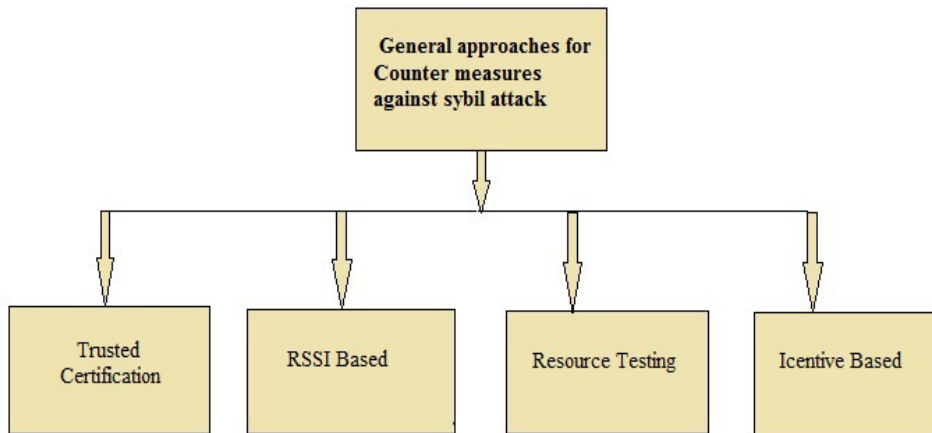 General approaches for
Counter measures
against sybil attack
Trusted
Certification
RSSI Based
Resource Testing
Icentive Based